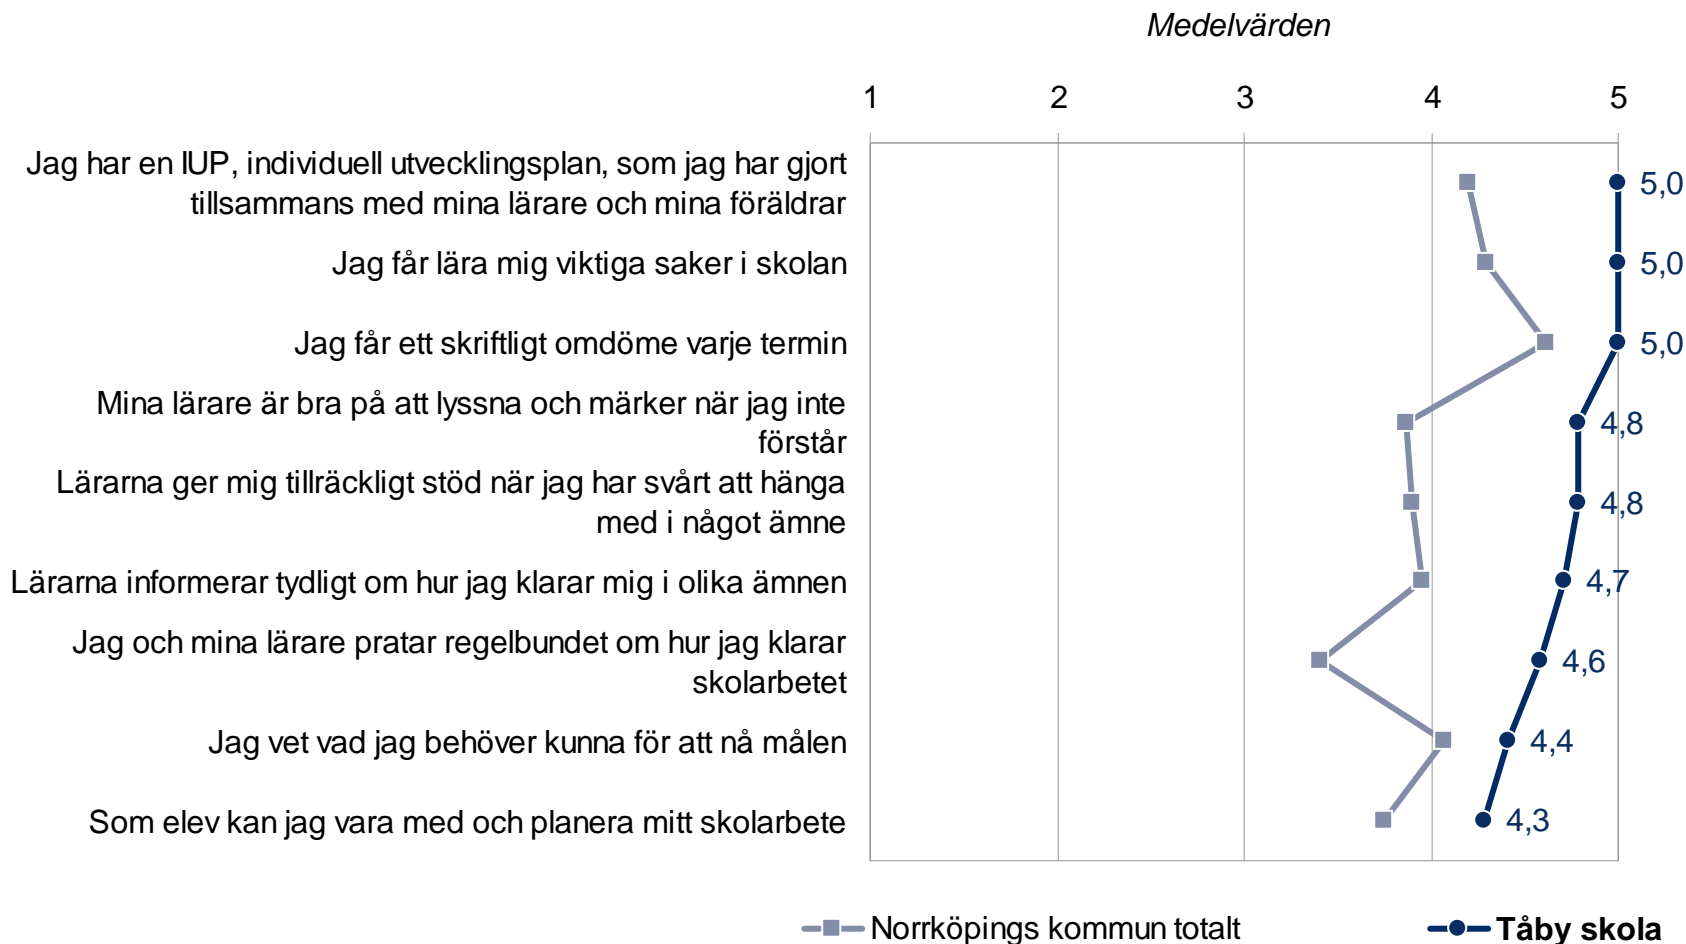 Medelvärden
1 2 3 4 5
Jag har en IUP, individuell utvecklingsplan, som jag har gjort
tillsammans med mina lärare och mina föräldrar
5,0
Jag får lära mig viktiga saker i skolan
5,0
Jag får ett skriftligt omdöme varje termin
5,0
Mina lärare är bra på att lyssna och märker när jag inte
förstår
4,8
Lärarna ger mig tillräckligt stöd när jag har svårt att hänga
med i något ämne
4,8
Lärarna informerar tydligt om hur jag klarar mig i olika ämnen
4,7
Jag och mina lärare pratar regelbundet om hur jag klarar
skolarbetet
4,6
Jag vet vad jag behöver kunna för att nå målen
4,4
Som elev kan jag vara med och planera mitt skolarbete
4,3
Norrköpings kommun totalt
Tåby skola